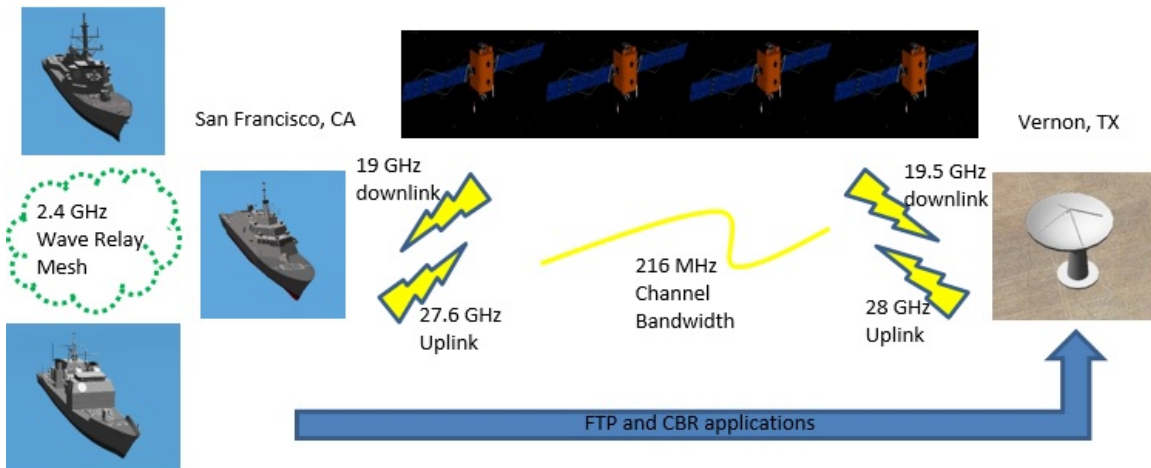 San Francisco, CA
Vernon, TX
19 GHz
downlink
19.5 GHz
downlink
2.4 GHz
Wave Relay
Mesh
216 MHz
Channel
Bandwidth
27.6 GHz
Uplink
28 GHz
Uplink
FTP and CBR applications